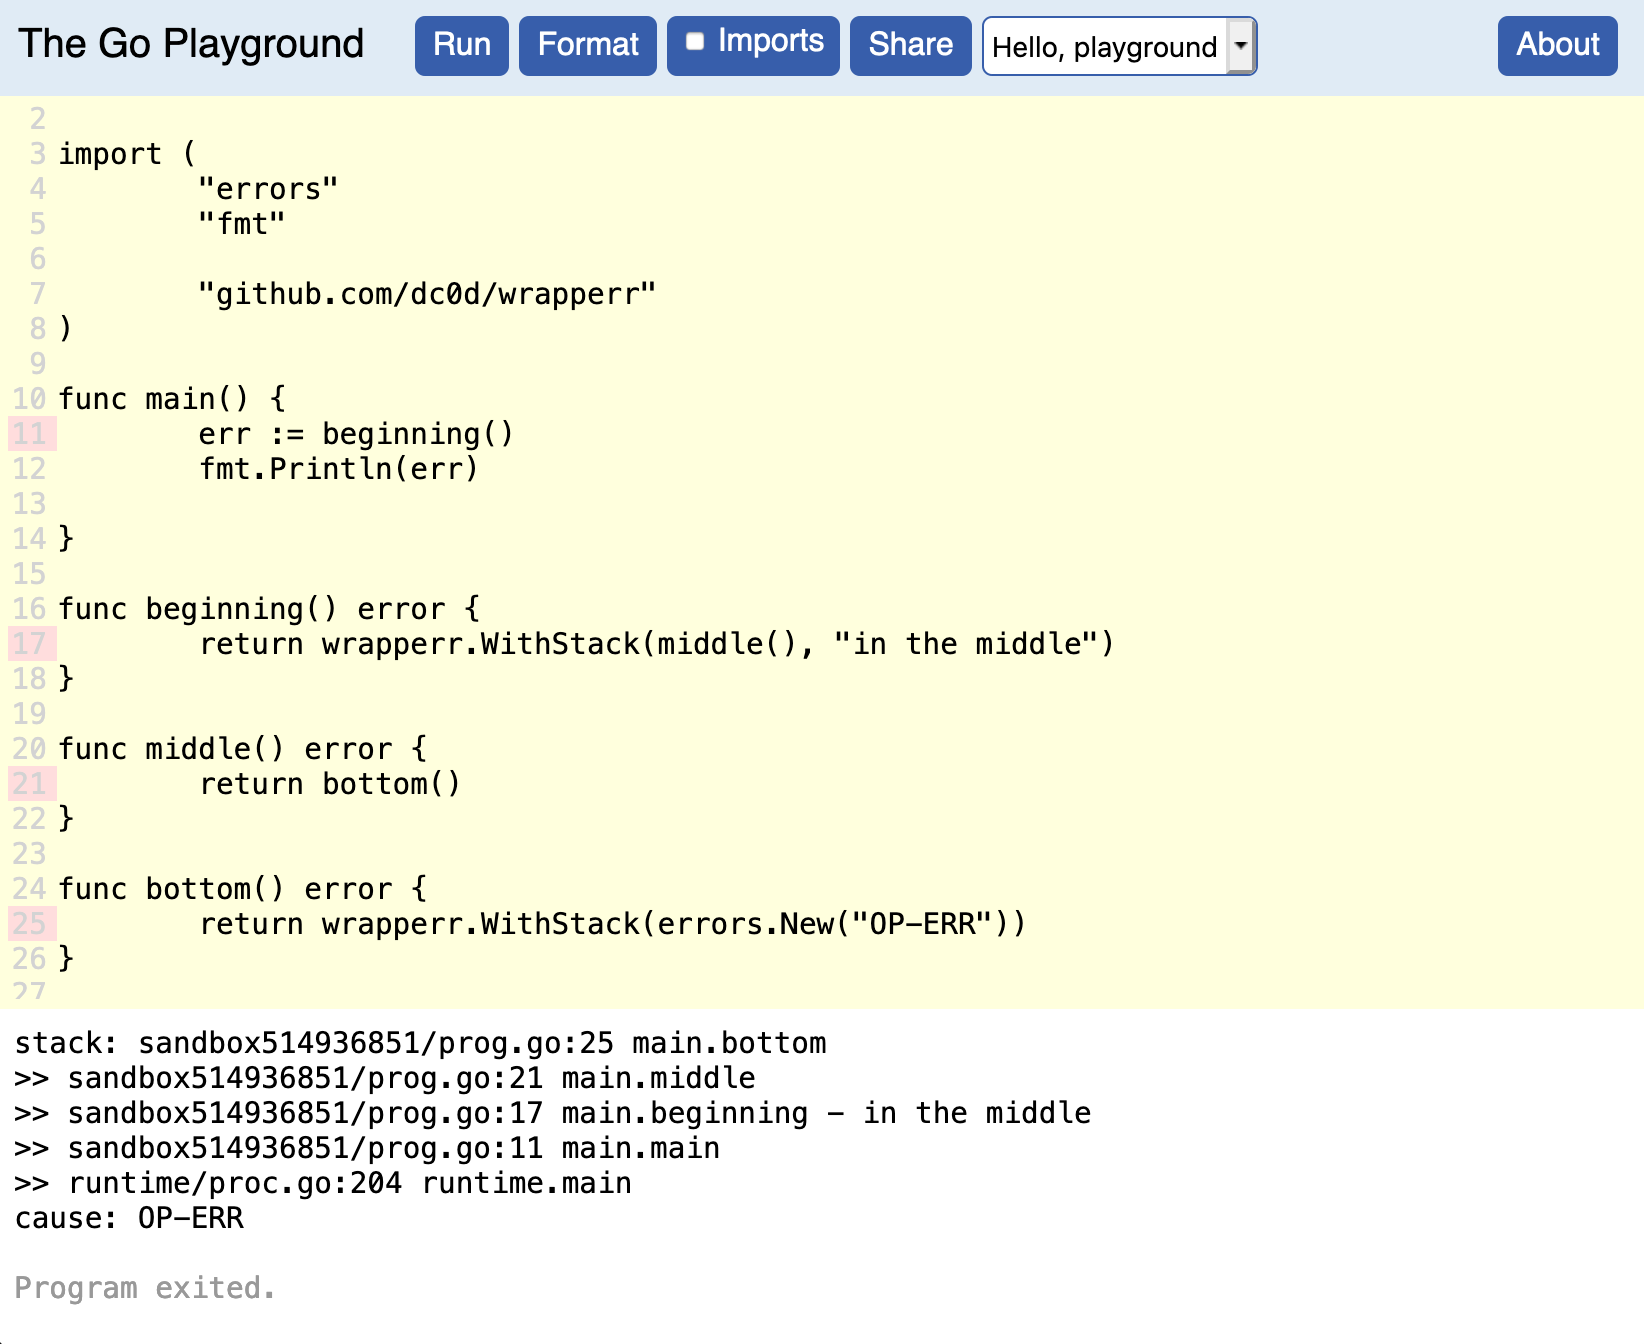 The Go Playground Run Format Imports Share Hello, playground About
2
3 import (
4 "errors"
5 "fmt"
6
7 "github.com/dc0d/wrapperr"
8 )
9
10 func main() {
11 err := beginning()
12 fmt.Println(err)
13
14 }
15
16 func beginning() error {
17 return wrapperr.WithStack(middle(), "in the middle")
18 }
19
20 func middle() error {
21 return bottom()
22 }
23
24 func bottom() error {
25 return wrapperr.WithStack(errors.New("OP-ERR"))
26 }
27
stack: sandbox514936851/prog.go:25 main.bottom
>> sandbox514936851/prog.go:21 main.middle
>> sandbox514936851/prog.go:17 main.beginning - in the middle
>> sandbox514936851/prog.go:11 main.main
>> runtime/proc.go:204 runtime.main
cause: OP-ERR
Program exited.